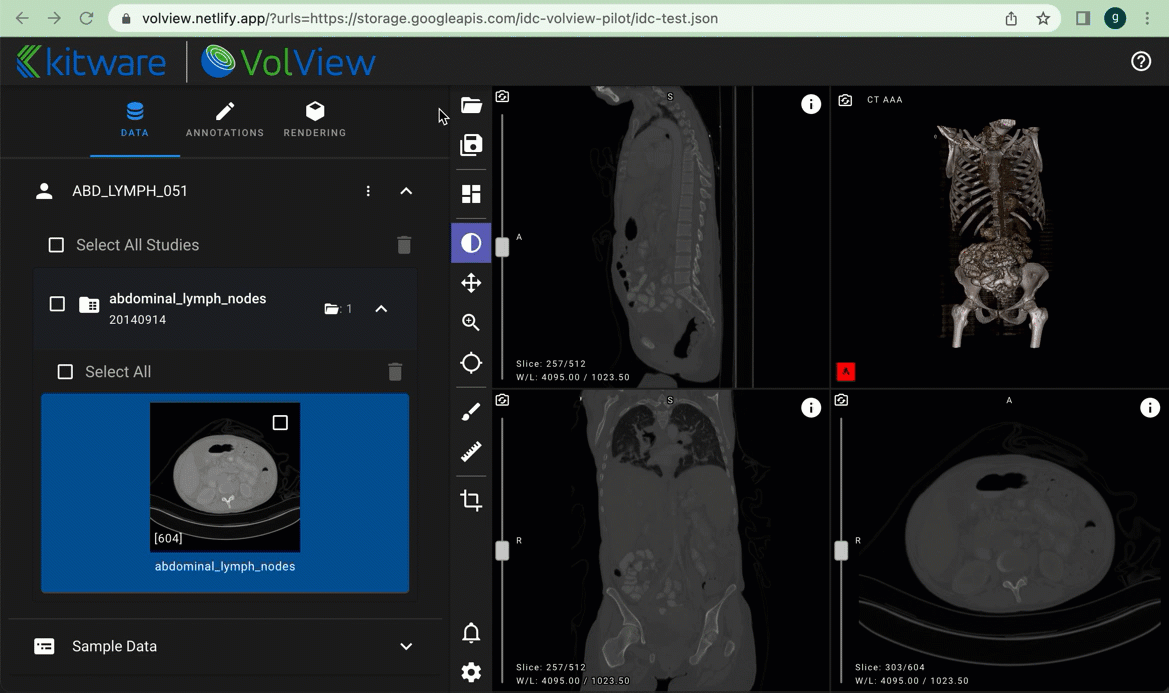 volview.netlify.app/?urls=https://storage.googleapis.com/idc-volview-pilot/idc-test.json
g
kitware VolView
DATA ANNOTATIONS RENDERING
ABD_LYMPH_051
Select All Studies
abdominal_lymph_nodes
20140914
: 1
Select All
[604]
abdominal_lymph_nodes
Sample Data
S
A
Slice: 257/512
W/L: 4095.00 / 1023.50
CT AAA
A
S
R
Slice: 257/512
W/L: 4095.00 / 1023.50
A
R
Slice: 303/604
W/L: 4095.00 / 1023.50